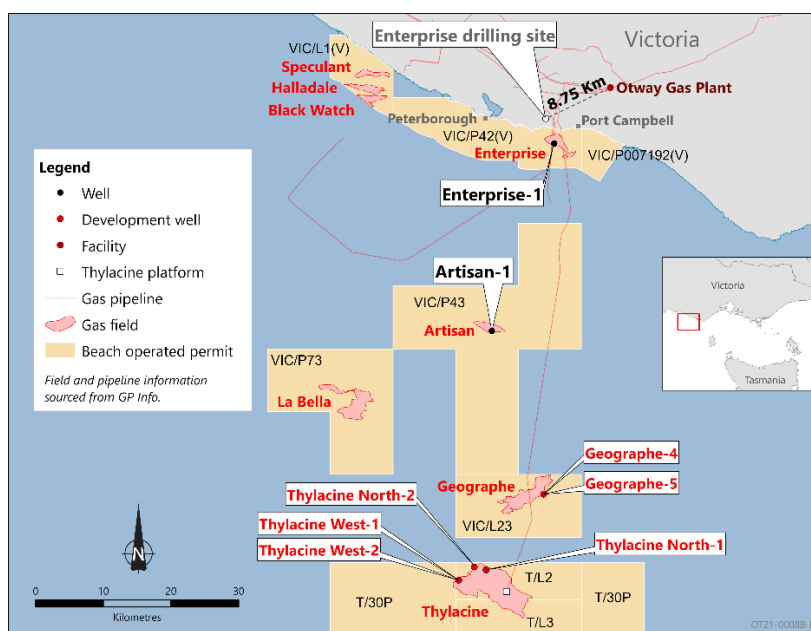 Enterprise drilling site
Victoria
VIC/L1(V)
Speculant
Halladale
Black Watch
8.75 Km
Otway Gas Plant
Peterborough
Port Campbell
VIC/P42(V)
Enterprise
VIC/P007192(V)
Enterprise-1
Legend
Well
Development well
Facility
Thylacine platform
Gas pipeline
Gas field
Beach operated permit
Field and pipeline information
sourced from GP Info.
Artisan-1
VIC/P43
Artisan
Victoria
Tasmania
VIC/P73
La Bella
Geographe-4
Geographe
Geographe-5
Thylacine North-2
VIC/L23
Thylacine West-1
Thylacine West-2
Thylacine North-1
N
T/L2
T/30P
T/30P
Thylacine
T/L3
0 10 20 30
Kilometres